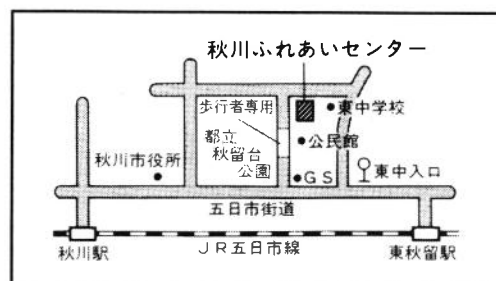 秋川ふれあいセンター
歩行者専用
東中学校
都立
秋留台
公園
公民館
秋川市役所
GS
東中入口
五日市街道
JR五日市線
秋川駅
東秋留駅